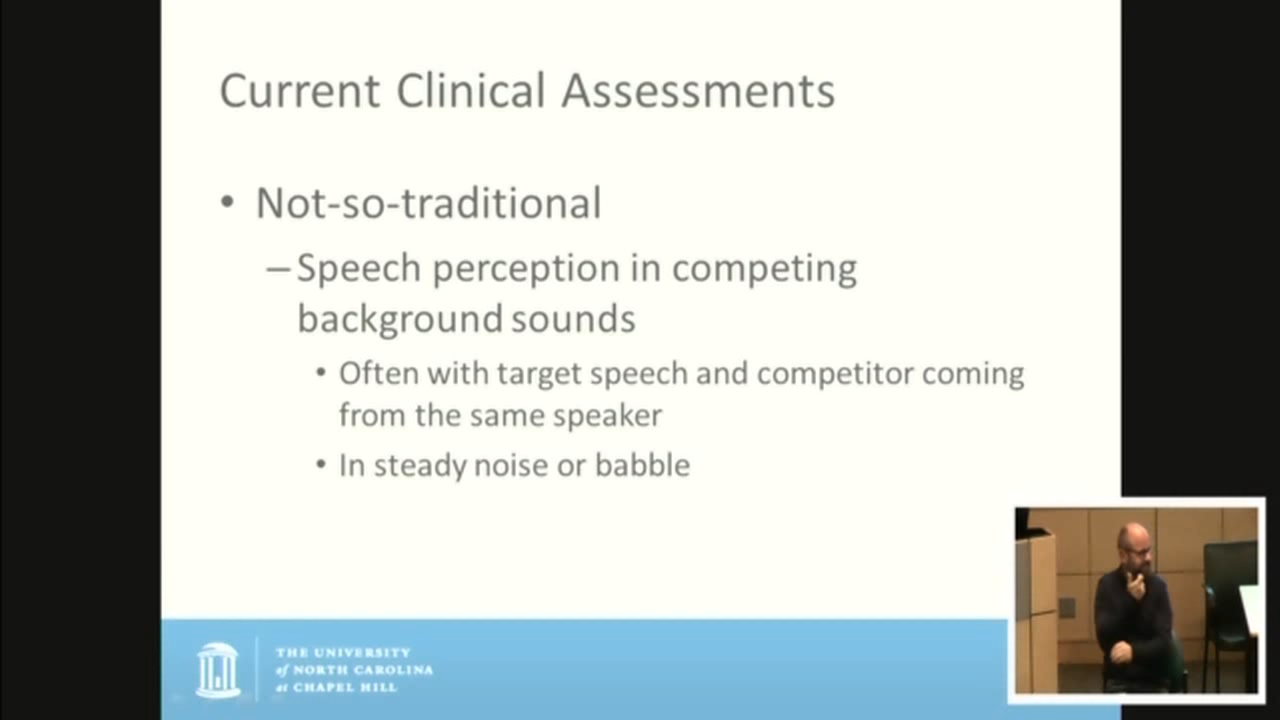 Current Clinical Assessments
• Not-so-traditional
– Speech perception in competing
background sounds
• Often with target speech and competitor coming
from the same speaker
• In steady noise or babble
THE UNIVERSITY
of NORTH CAROLINA
at CHAPEL HILL